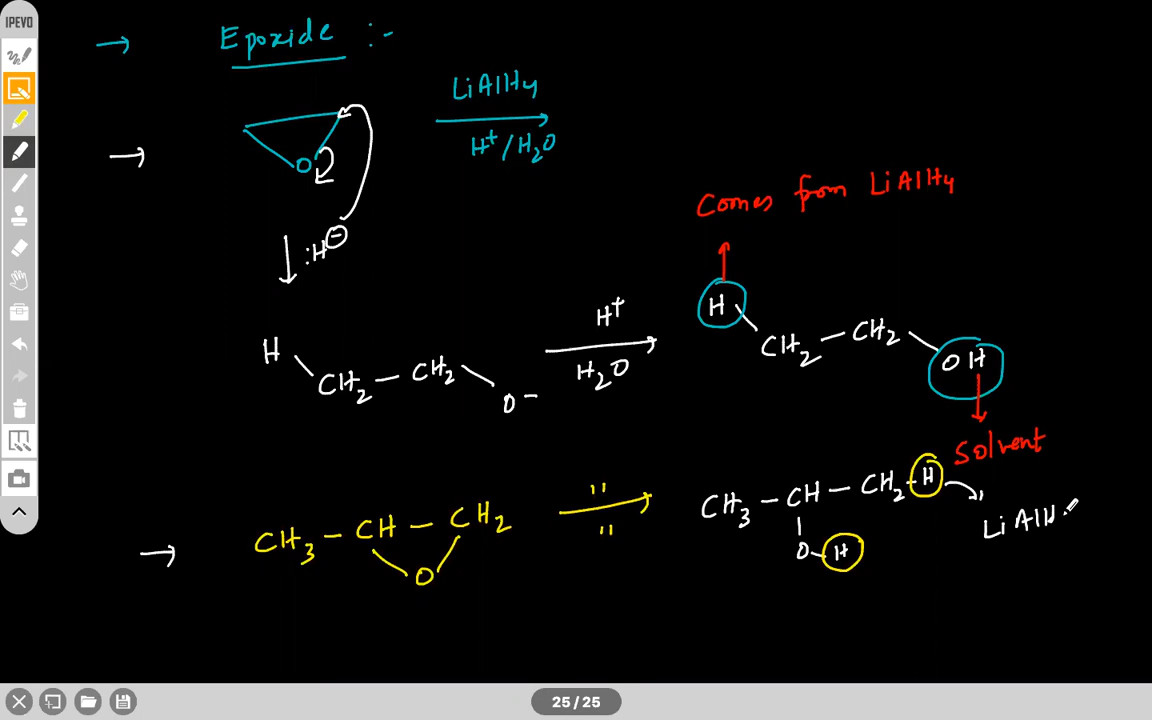 IPEVO
→ Epoxide :-
→
LiAlH4
H+/H2O
O
:H⊖
Comes from LiAlH4
H
CH2 — CH2
O-
H+
H2O
H
CH2 — CH2
OH
Solvent
→ CH3 — CH — CH2
O
"
"
CH3 — CH — CH2 - H
O - H
LiAlH
25/25